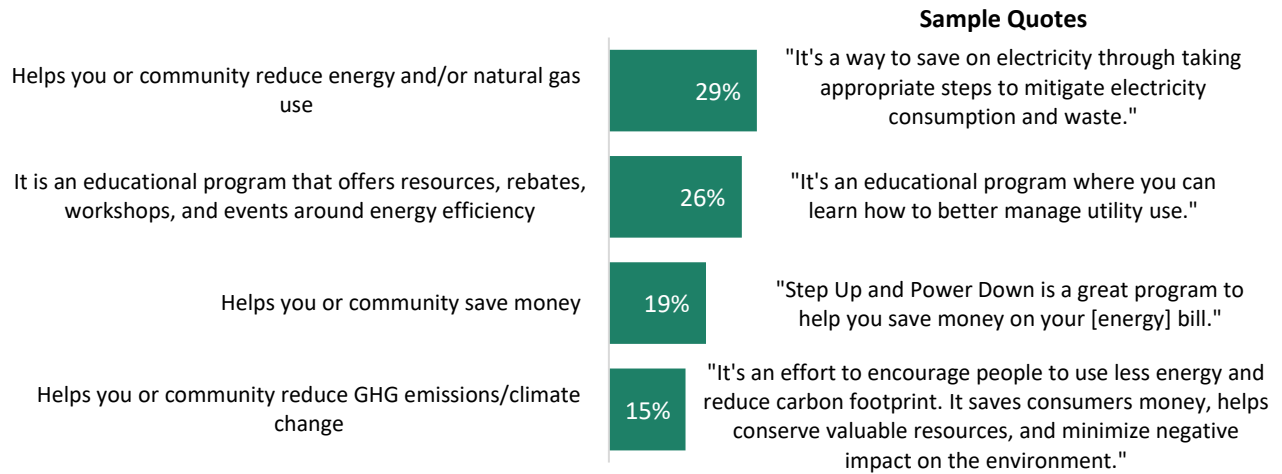 Sample Quotes
Helps you or community reduce energy and/or natural gas
use
29%
"It's a way to save on electricity through taking
appropriate steps to mitigate electricity
consumption and waste."
It is an educational program that offers resources, rebates,
workshops, and events around energy efficiency
26%
"It's an educational program where you can
learn how to better manage utility use."
Helps you or community save money
19%
"Step Up and Power Down is a great program to
help you save money on your [energy] bill."
Helps you or community reduce GHG emissions/climate
change
15%
"It's an effort to encourage people to use less energy and
reduce carbon footprint. It saves consumers money, helps
conserve valuable resources, and minimize negative
impact on the environment."